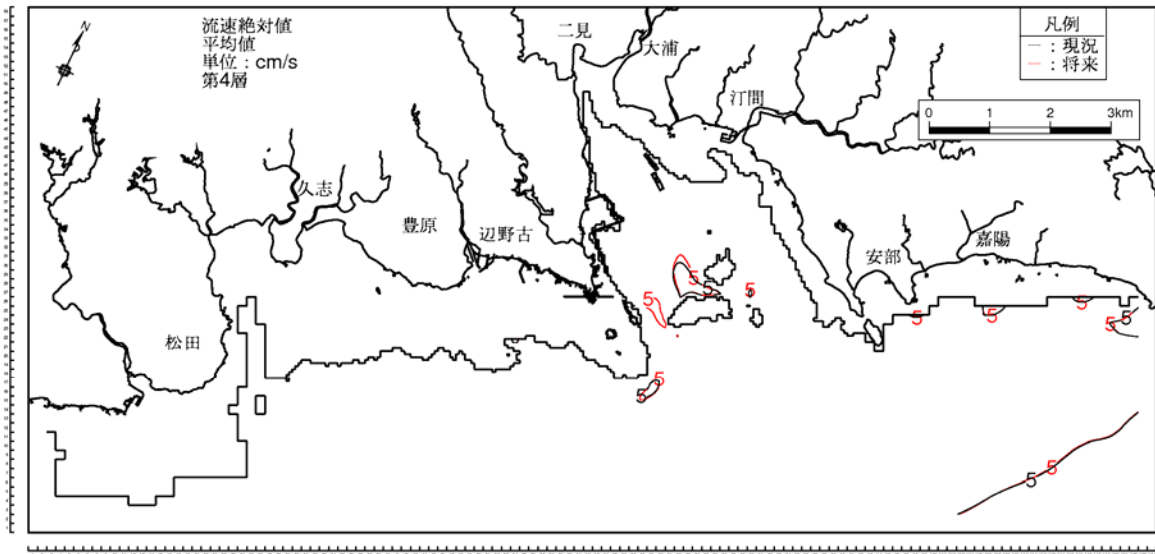 N
流速絶対値
平均値
単位：cm/s
第4層
二見
大浦
汀間
凡例
：現況
：将来
0 1 2 3km
久志
豊原
辺野古
安部
嘉陽
松田
5
5
5
5
5
5
5
5
5
5
5
5
5